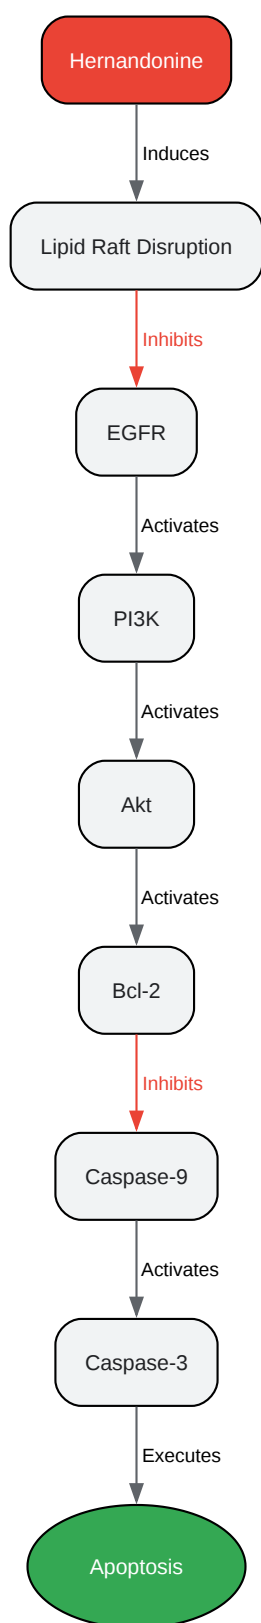 Hernandonine
Induces
Lipid Raft Disruption
Inhibits
EGFR
Activates
PI3K
Activates
Akt
Activates
Bcl-2
Inhibits
Caspase-9
Activates
Caspase-3
Executes
Apoptosis